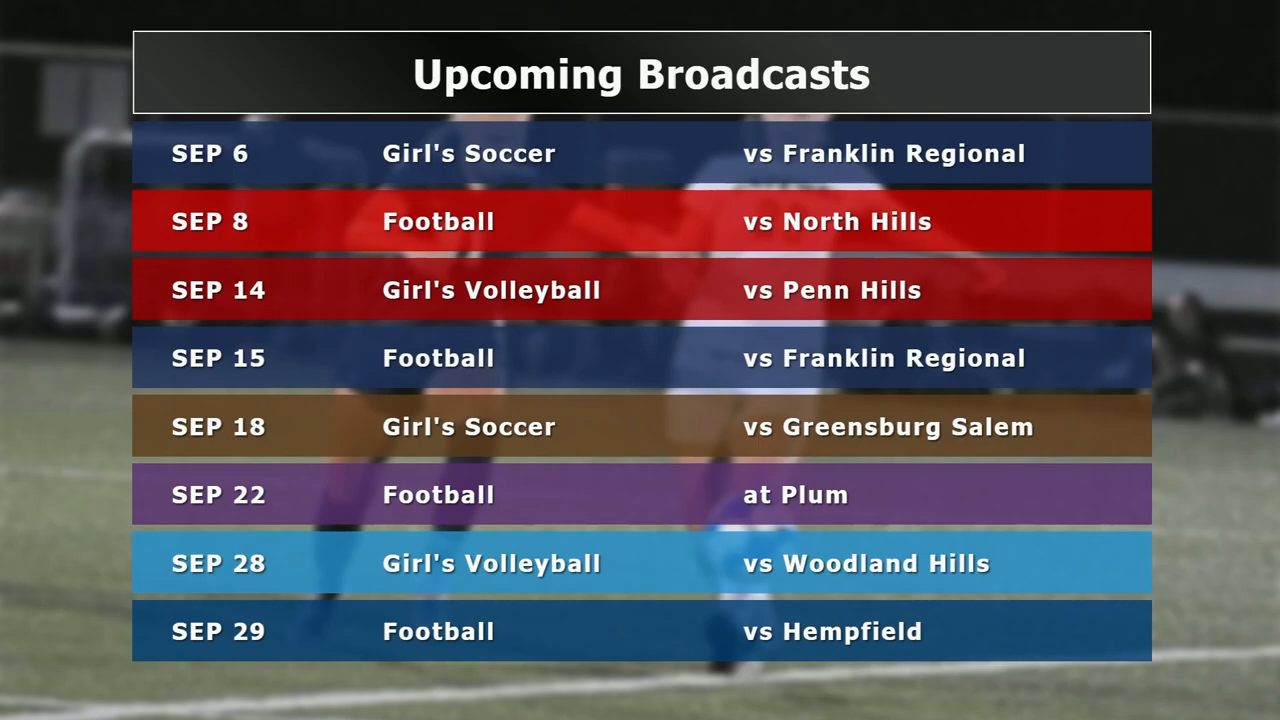 Upcoming Broadcasts
SEP 6 Girl's Soccer vs Franklin Regional
SEP 8 Football vs North Hills
SEP 14 Girl's Volleyball vs Penn Hills
SEP 15 Football vs Franklin Regional
SEP 18 Girl's Soccer vs Greensburg Salem
SEP 22 Football at Plum
SEP 28 Girl's Volleyball vs Woodland Hills
SEP 29 Football vs Hempfield